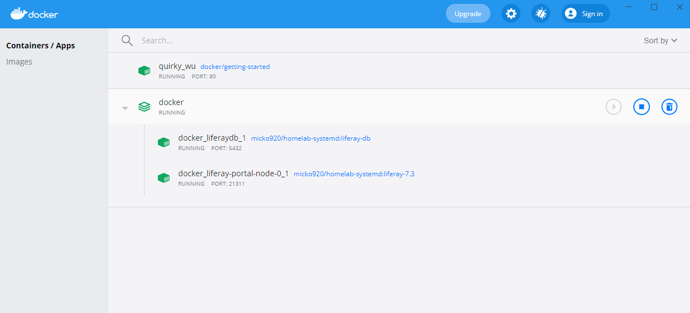 docker
Upgrade
Sign in
Containers / Apps
Images
Search...
Sort by
quirky_wu docker/getting-started
RUNNING PORT: 80
docker
RUNNING
docker_liferaydb_1 micko920/homelab-systemd:liferay-db
RUNNING PORT: 5432
docker_liferay-portal-node-0_1 micko920/homelab-systemd:liferay-7.3
RUNNING PORT: 21311